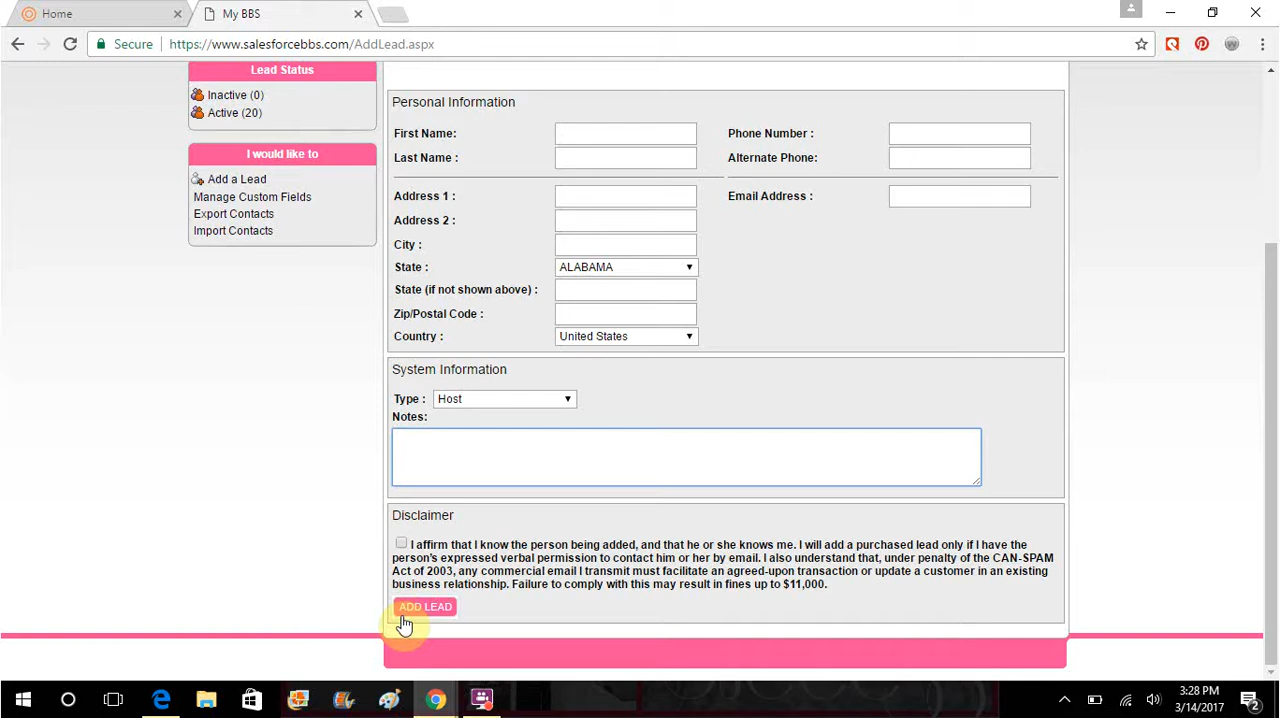 Home
My BBS
Secure
https://www.salesforcebbs.com/AddLead.aspx
Lead Status
Inactive (0)
Active (20)
I would like to
Add a Lead
Manage Custom Fields
Export Contacts
Import Contacts
Personal Information
First Name:
Phone Number :
Last Name :
Alternate Phone:
Address 1 :
Email Address :
Address 2 :
City :
State :
ALABAMA
State (if not shown above) :
Zip/Postal Code :
Country :
United States
System Information
Type :
Host
Notes:
Disclaimer
I affirm that I know the person being added, and that he or she knows me. I will add a purchased lead only if I have the
person's expressed verbal permission to contact him or her by email. I also understand that, under penalty of the CAN-SPAM
Act of 2003, any commercial email I transmit must facilitate an agreed-upon transaction or update a customer in an existing
business relationship. Failure to comply with this may result in fines up to $11,000.
ADD LEAD
3:28 PM
3/14/2017
2